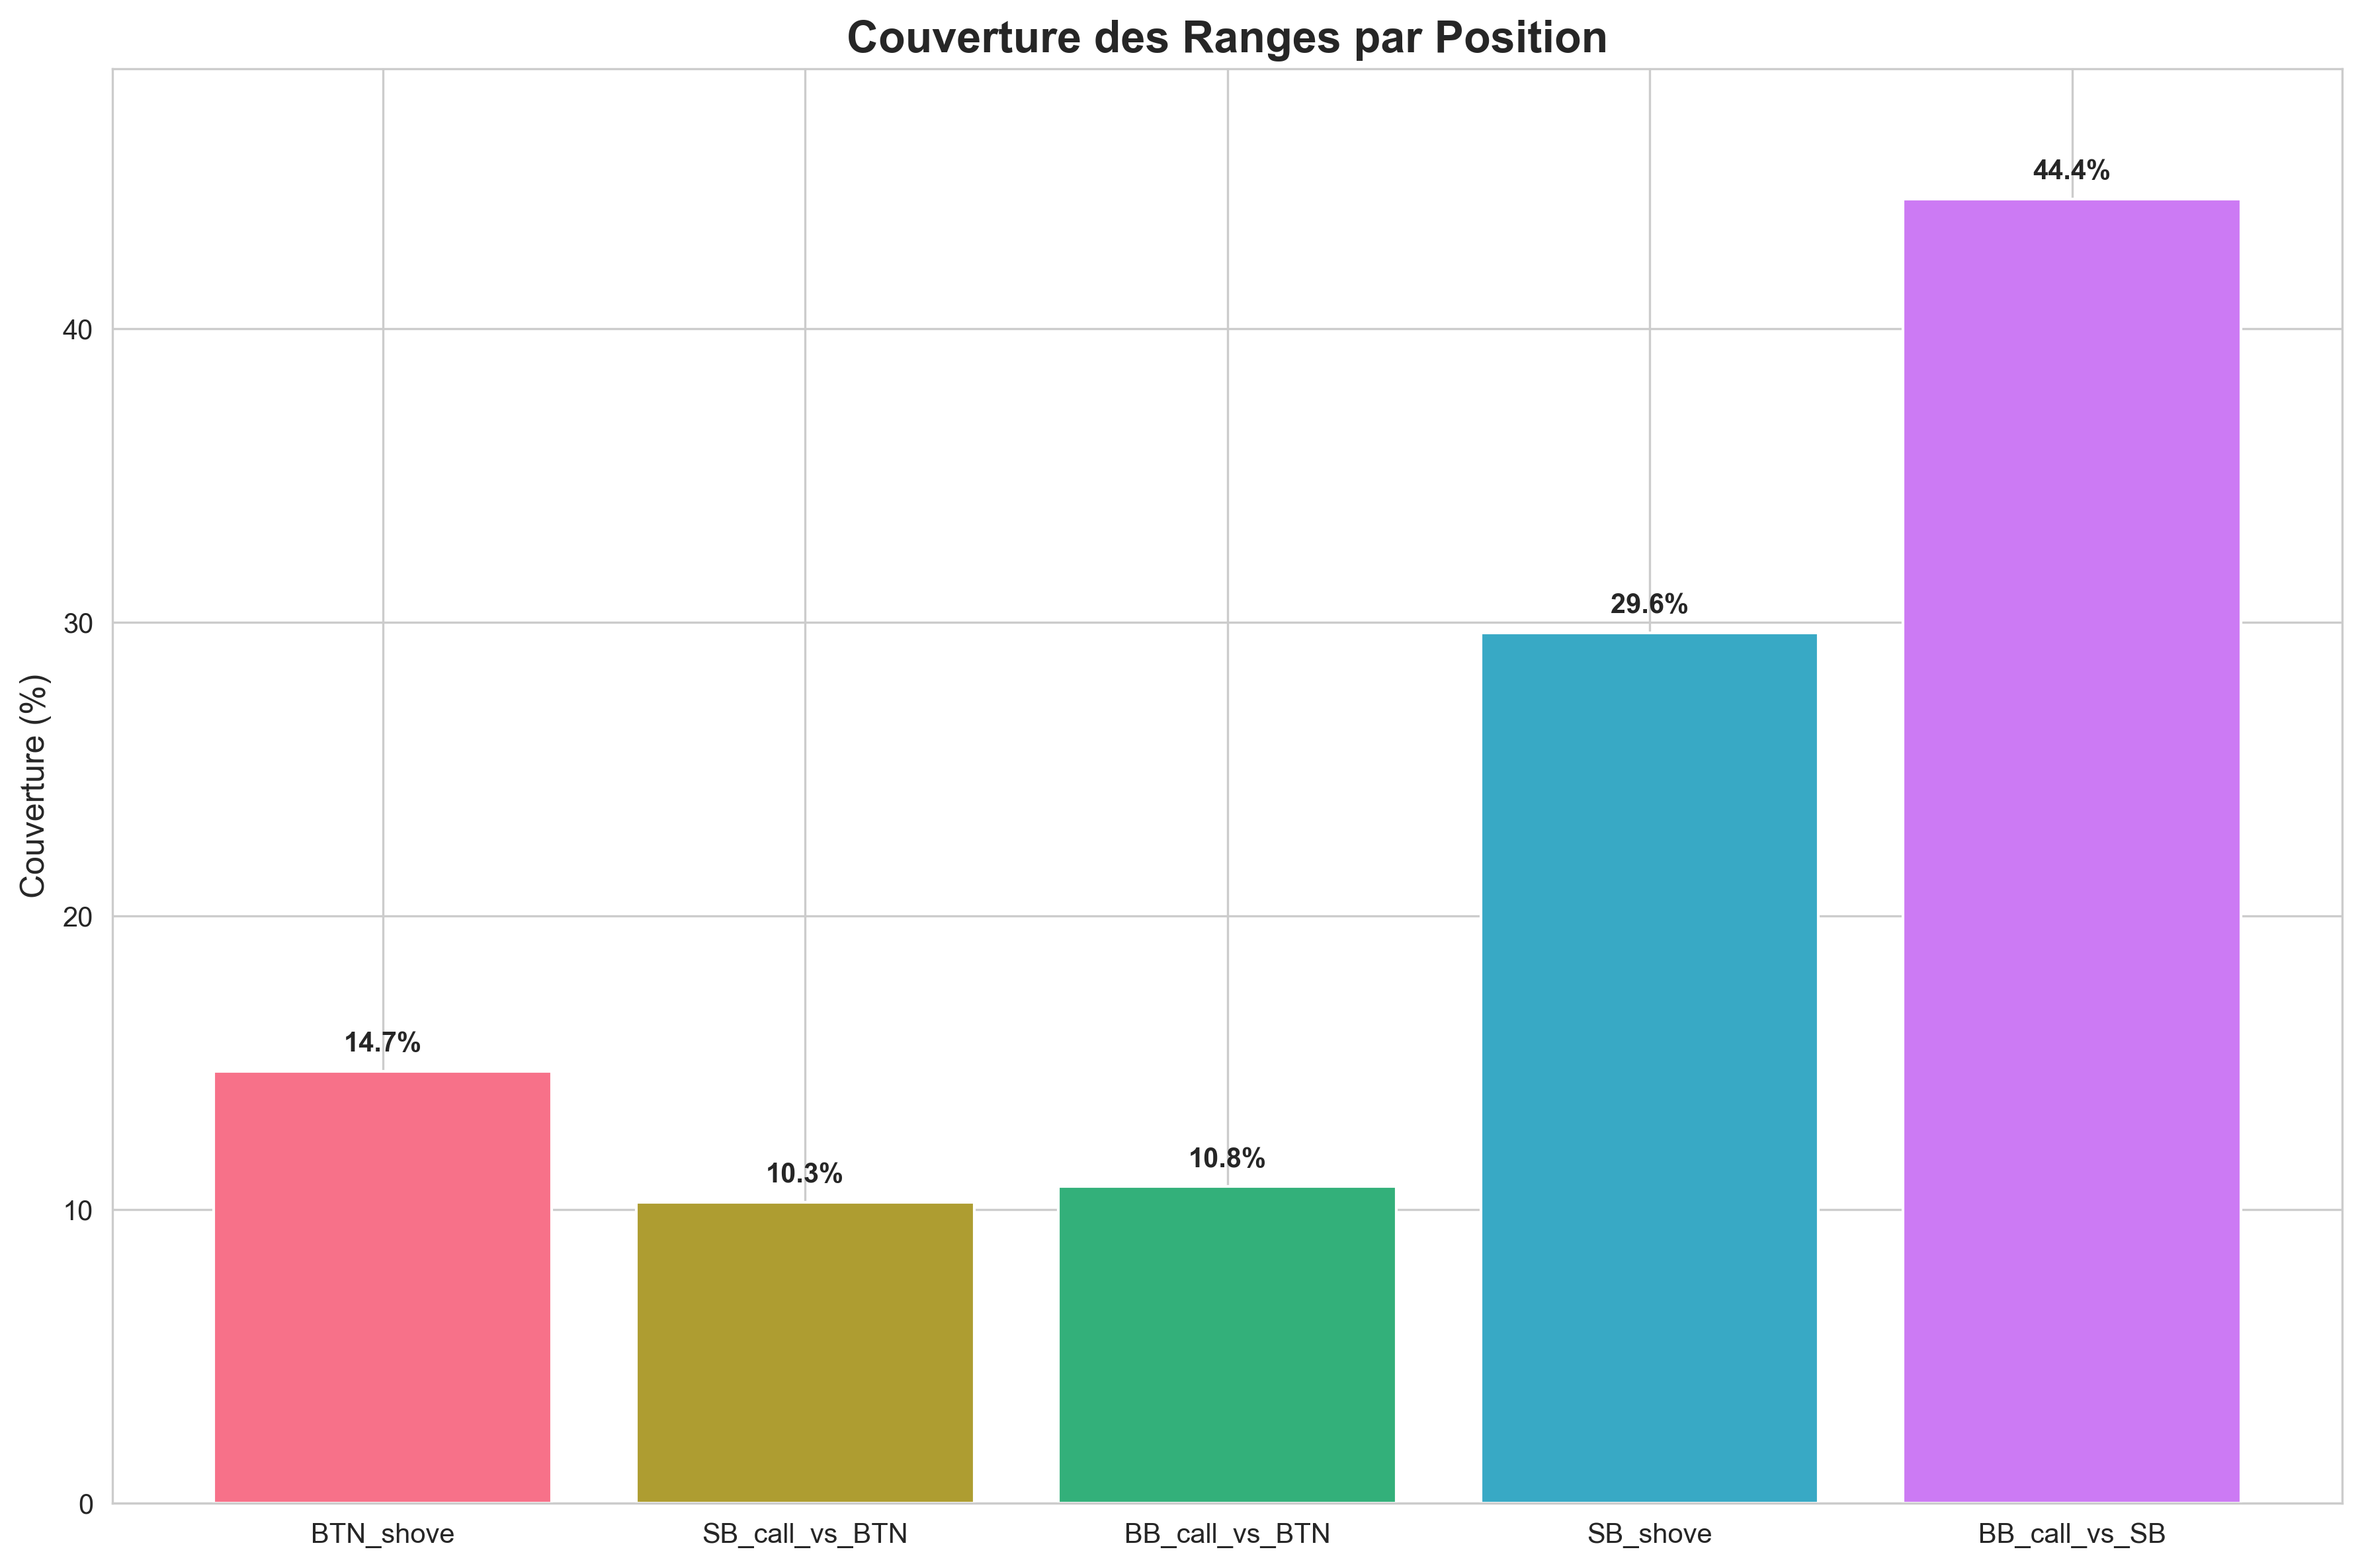 Couverture des Ranges par Position
Couverture (%)
40
30
20
10
0
14.7%
10.3%
10.8%
29.6%
44.4%
BTN_shove
SB_call_vs_BTN
BB_call_vs_BTN
SB_shove
BB_call_vs_SB